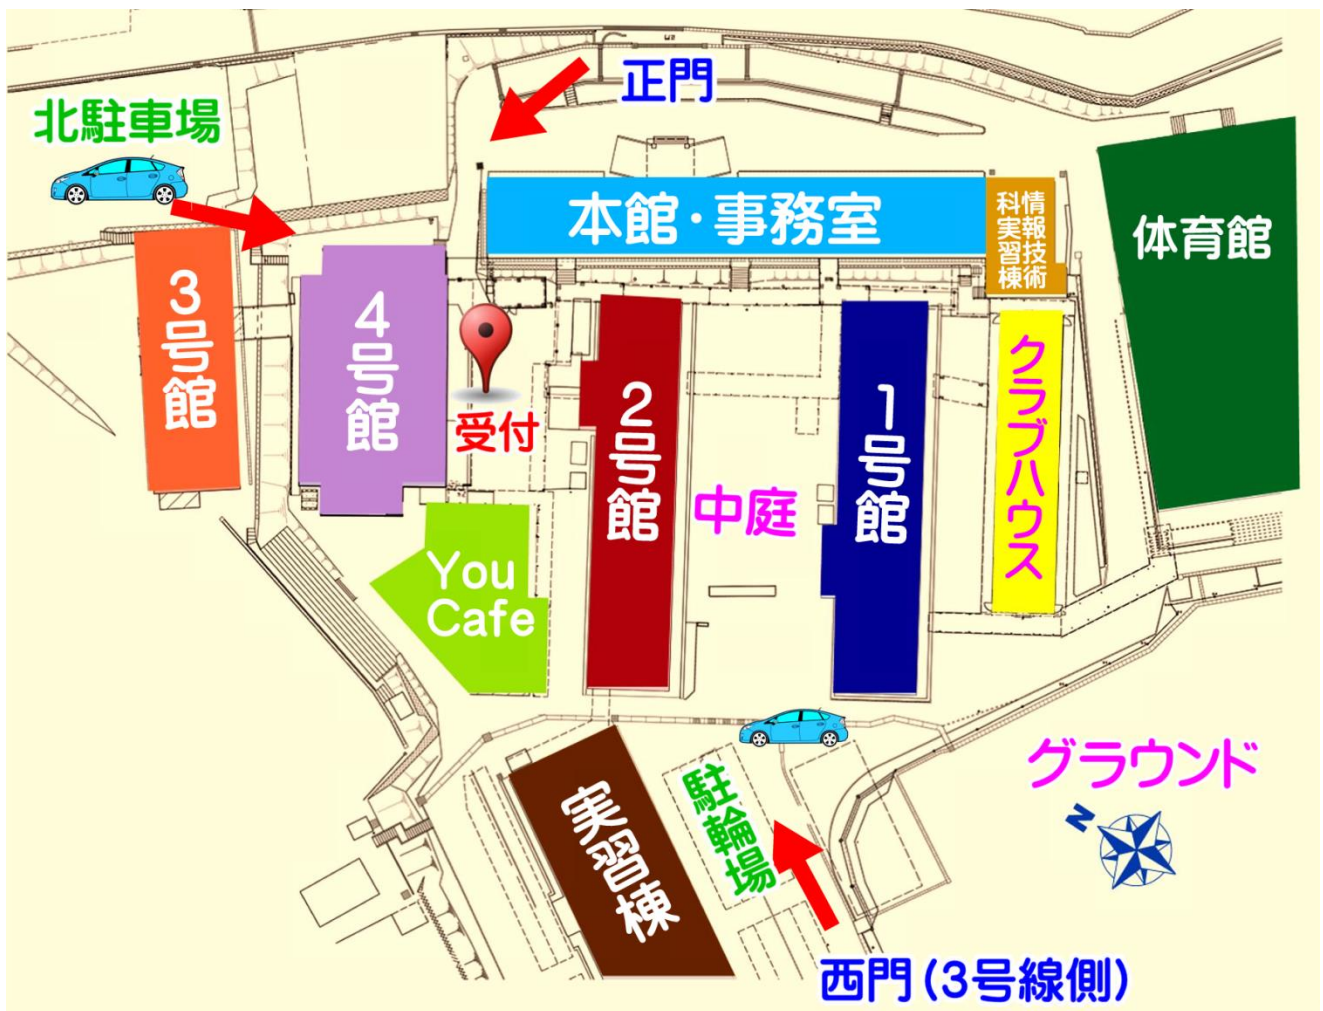 正門
北駐車場
本館・事務室
情報技術
科実習棟
体育館
3号館
4号館
受付
2号館
中庭
1号館
クラブハウス
You
Cafe
グラウンド
N
実習棟
駐輪場
西門(3号線側)